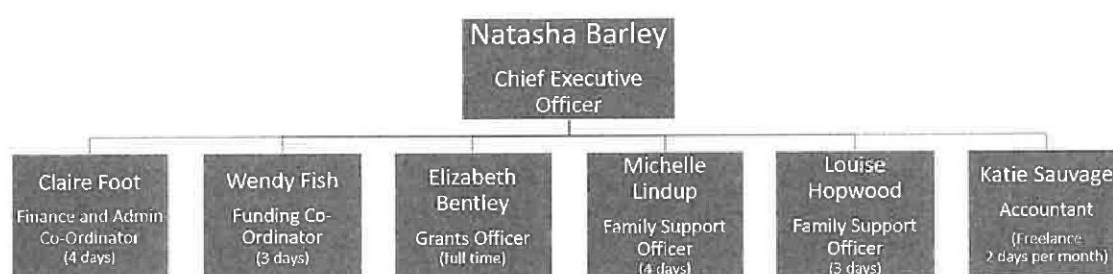 Natasha Barley
Chief Executive
Officer
Claire Foot
Finance and Admin
Co-Ordinator
(4 days)
Wendy Fish
Funding Co-
Ordinator
(3 days)
Elizabeth
Bentley
Grants Officer
(full time)
Michelle
Lindup
Family Support
Officer
(4 days)
Louise
Hopwood
Family Support
Officer
(3 days)
Katie Sauvage
Accountant
(Freelance
2 days per month)